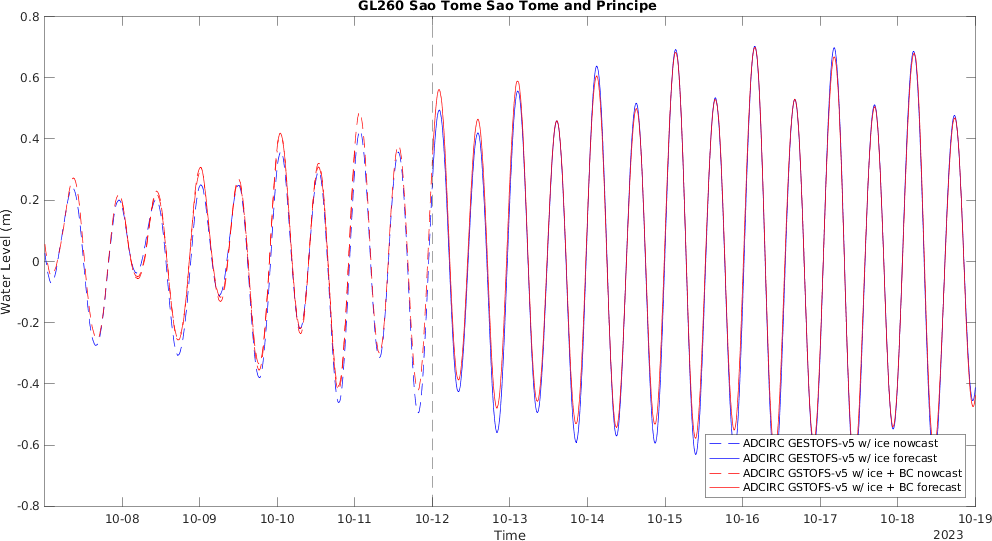 GL260 Sao Tome Sao Tome and Principe
0.8
0.6
0.4
0.2
0
-0.2
-0.4
-0.6
-0.8
Water Level (m)
ADCIRC GESTOFS-v5 w/ ice nowcast
ADCIRC GESTOFS-v5 w/ ice forecast
ADCIRC GSTOFS-v5 w/ ice + BC nowcast
ADCIRC GSTOFS-v5 w/ ice + BC forecast
10-08 10-09 10-10 10-11 10-12 10-13 10-14 10-15 10-16 10-17 10-18 10-19
Time
2023